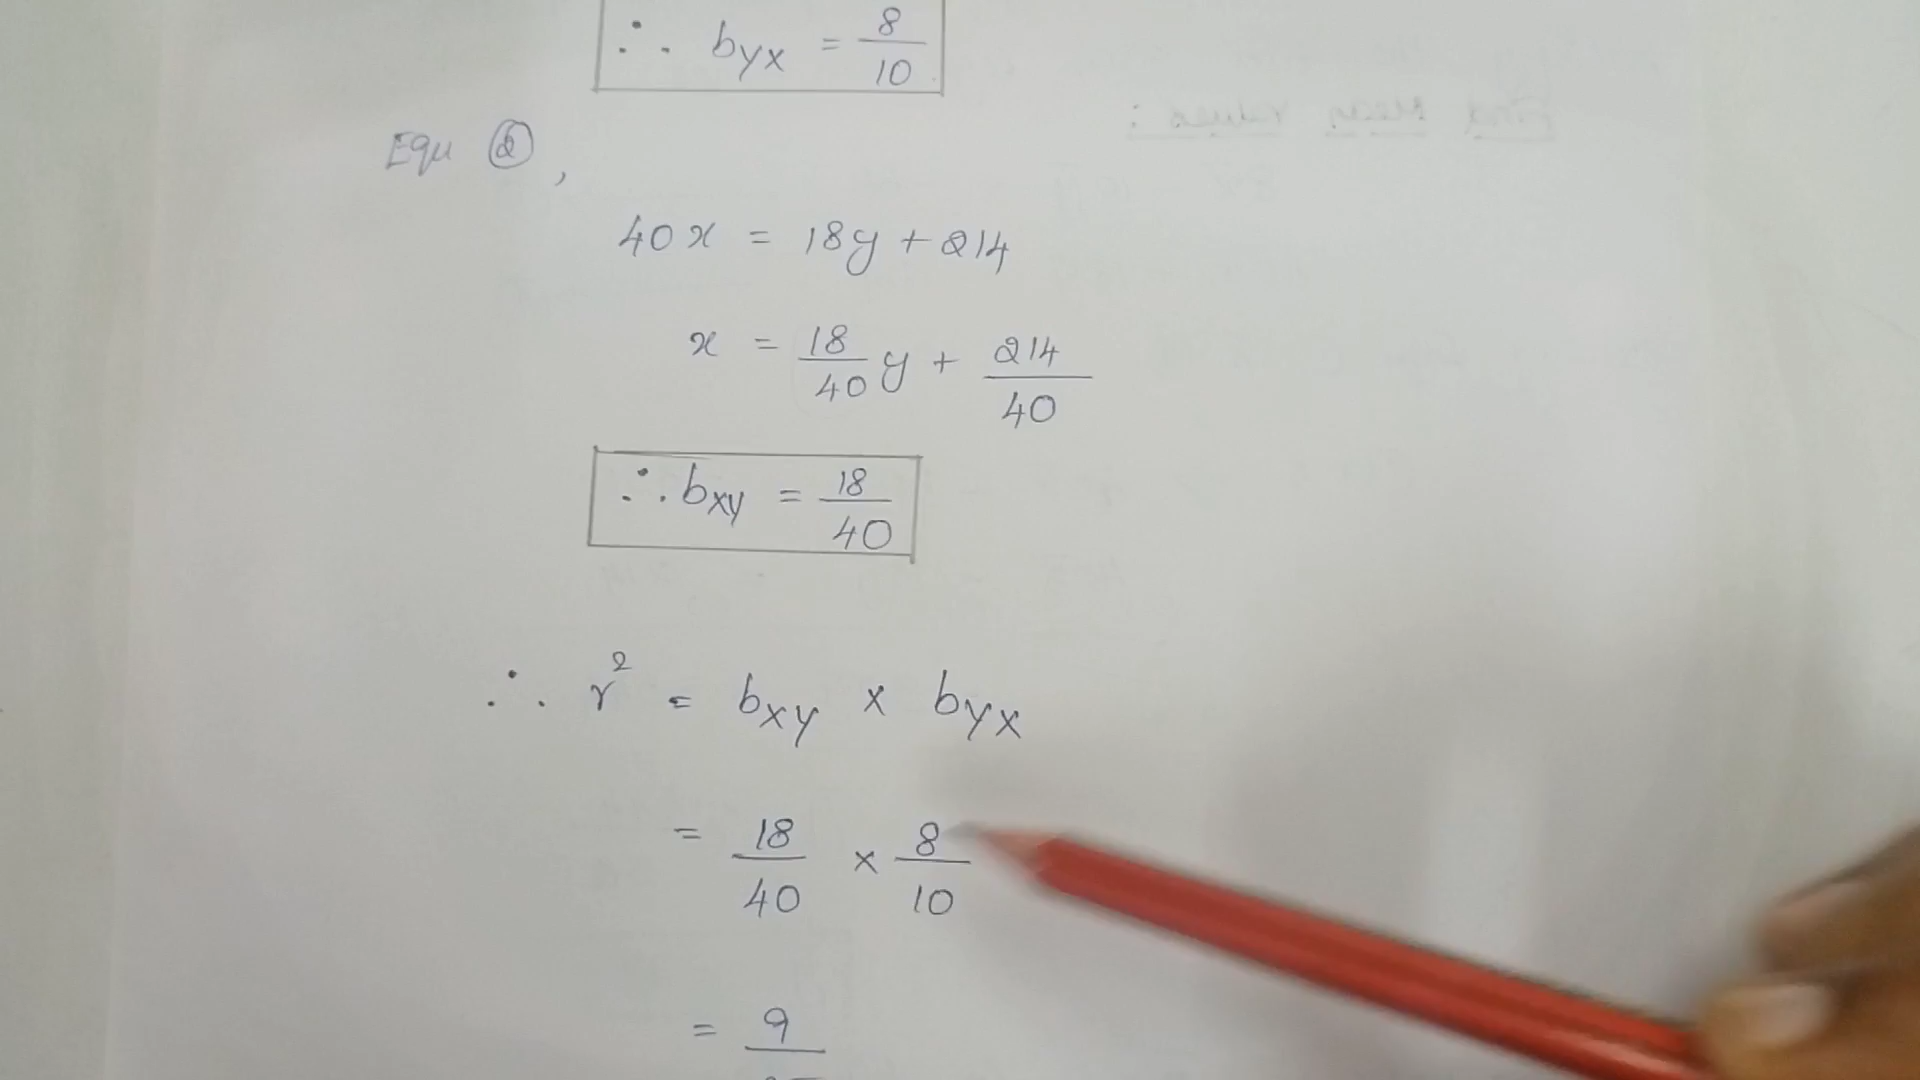 ∴ byx = 8/10
Equ ②,
40x = 18y + 214
x = 18/40 y + 214/40
∴ bxy = 18/40
∴ r² = bxy × byx
= 18/40 × 8/10
= 9